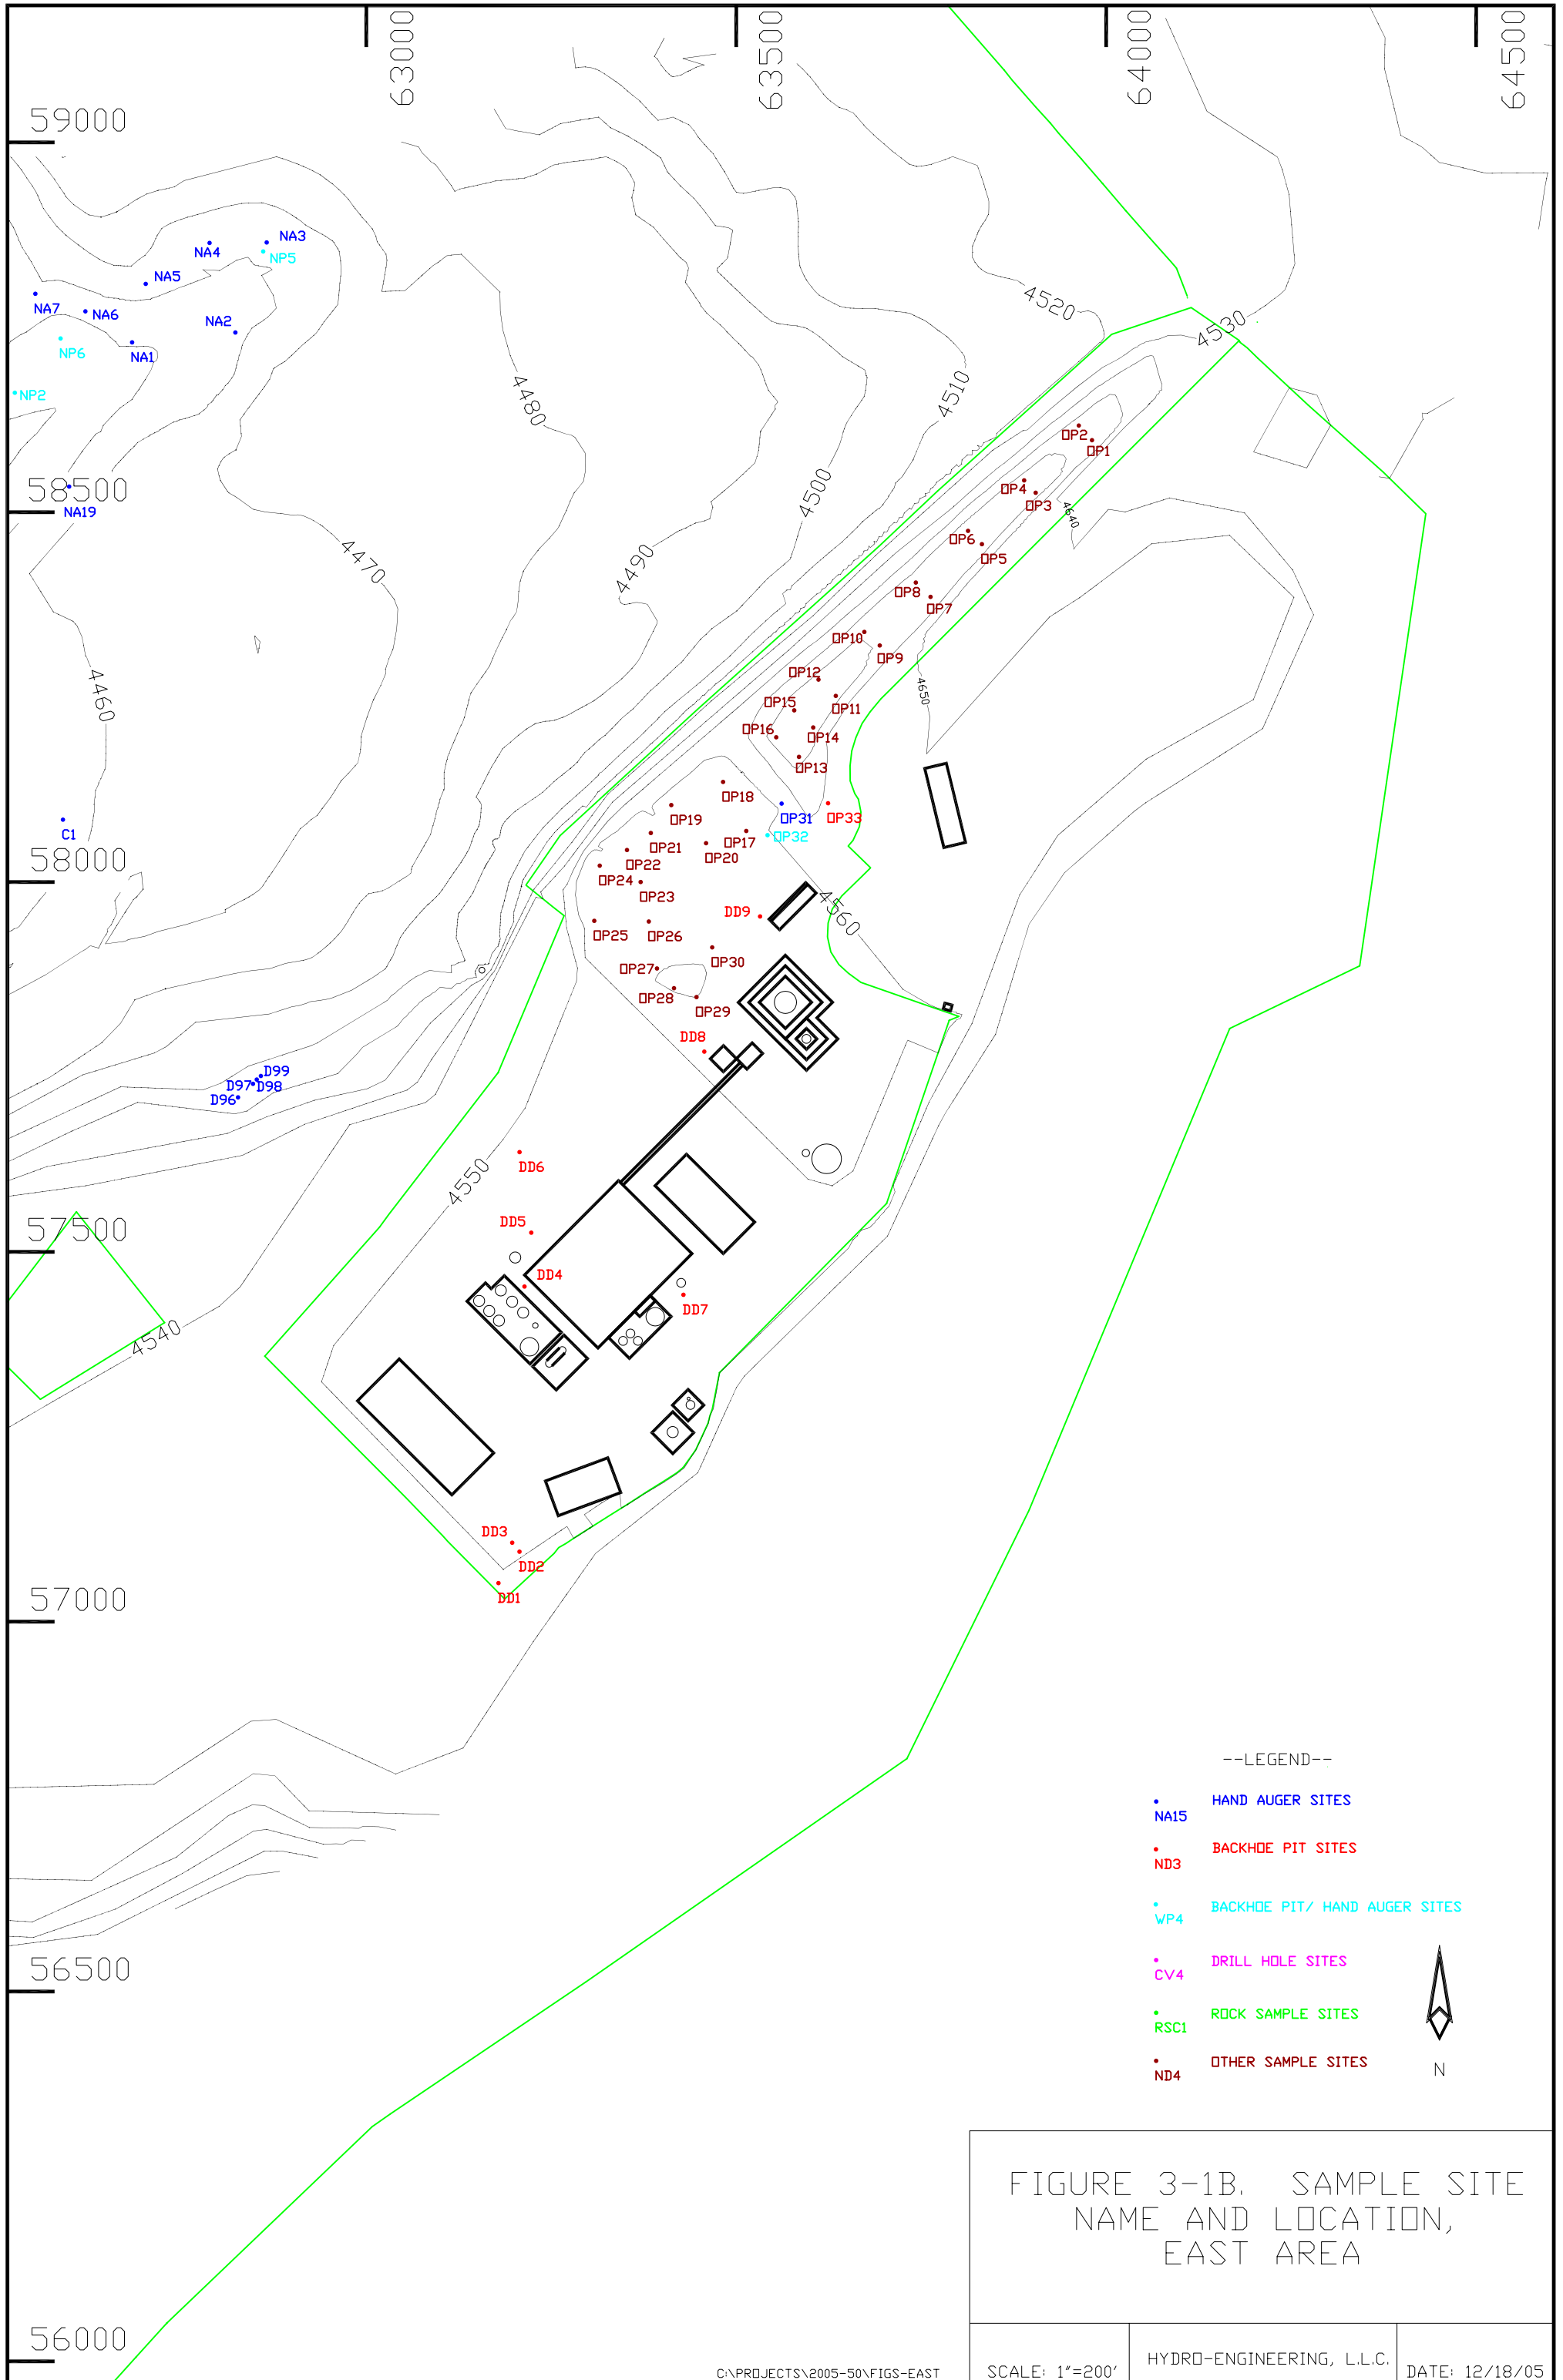 63000
63500
64000
64500
59000
NA3
NA4
NP5
NA5
NA7
NA6
NA2
NP6
NA1
NP2
4520
4530
4480
4510
OP2
OP1
58500
NA19
4500
OP4
OP3
4640
4470
4490
OP6
OP5
OP8
OP7
OP10
OP9
4460
OP12
4650
OP15
OP11
OP16
OP14
OP13
OP18
C1
OP19
OP31
OP33
OP32
OP17
OP21
OP20
OP22
58000
OP24
OP23
4560
DD9
OP25
OP26
OP30
OP27
OP28
OP29
DD8
D99
D97
D98
D96
DD6
4550
DD5
57500
DD4
DD7
4540
DD3
DD2
DD1
57000
--LEGEND--
NA15
HAND AUGER SITES
ND3
BACKHOE PIT SITES
WP4
BACKHOE PIT/ HAND AUGER SITES
CV4
DRILL HOLE SITES
RSC1
ROCK SAMPLE SITES
ND4
OTHER SAMPLE SITES
N
56500
FIGURE 3-1B. SAMPLE SITE
NAME AND LOCATION,
EAST AREA
56000
C:\PROJECTS\2005-50\FIGS-EAST
SCALE: 1"=200'
HYDRO-ENGINEERING, L.L.C.
DATE: 12/18/05